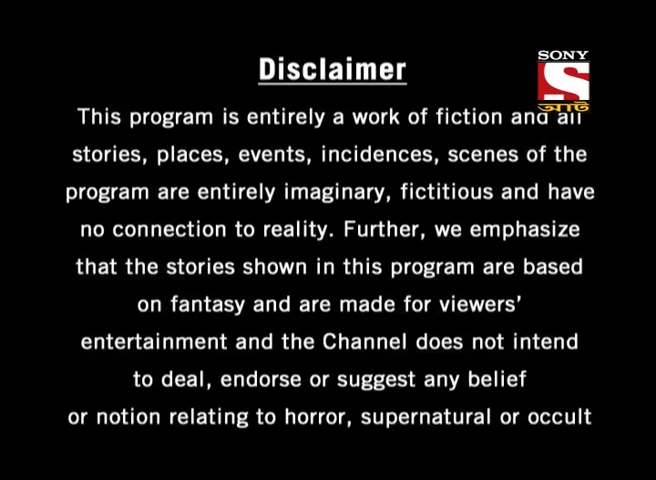 Disclaimer
SONY
S
আট
This program is entirely a work of fiction and all
stories, places, events, incidences, scenes of the
program are entirely imaginary, fictitious and have
no connection to reality. Further, we emphasize
that the stories shown in this program are based
on fantasy and are made for viewers'
entertainment and the Channel does not intend
to deal, endorse or suggest any belief
or notion relating to horror, supernatural or occult